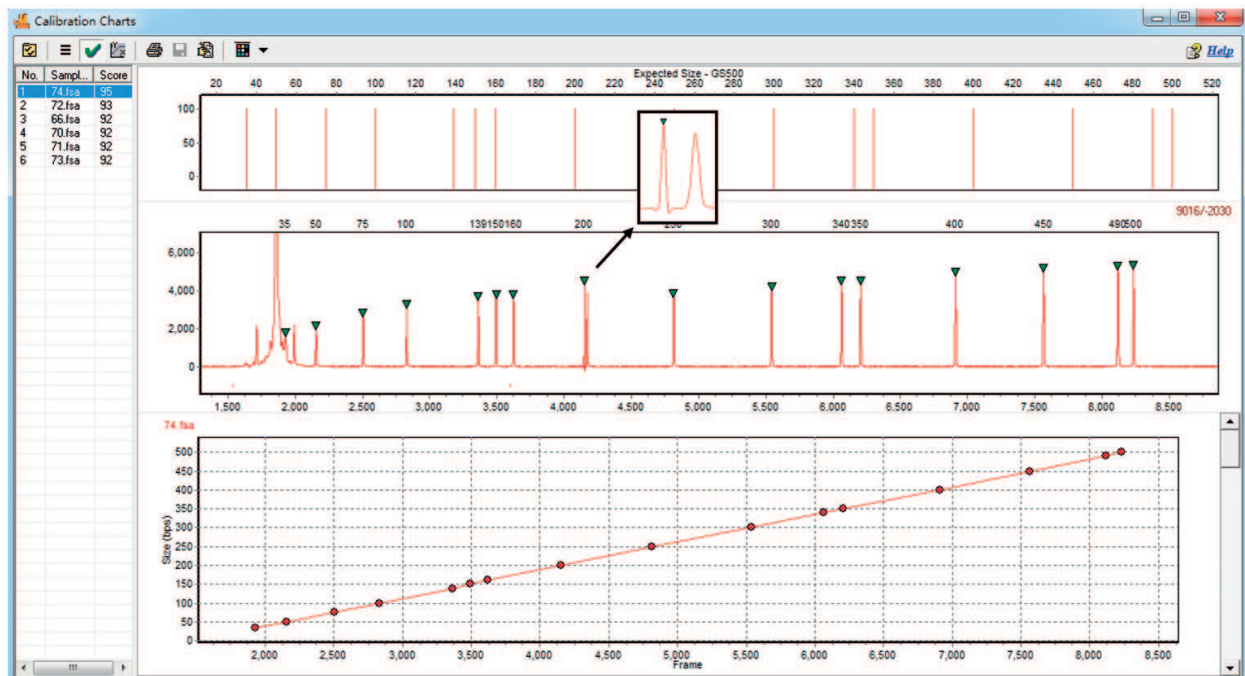 Calibration Charts
Help
No. Sampl... Score
1 74.fsa 95
2 72.fsa 93
3 66.fsa 92
4 70.fsa 92
5 71.fsa 92
6 73.fsa 92
Expected Size - GS500
20 40 60 80 100 120 140 160 180 200 220 240 260 280 300 320 340 360 380 400 420 440 460 480 500 520
100
50
0
9016/-2030
35 50 75 100 139 150 160 200 250 300 340 350 400 450 490 500
6,000
4,000
2,000
0
1,500 2,000 2,500 3,000 3,500 4,000 4,500 5,000 5,500 6,000 6,500 7,000 7,500 8,000 8,500
74.fsa
Size (bps)
500
450
400
350
300
250
200
150
100
50
0
2,000 2,500 3,000 3,500 4,000 4,500 5,000 5,500 6,000 6,500 7,000 7,500 8,000 8,500
Frame